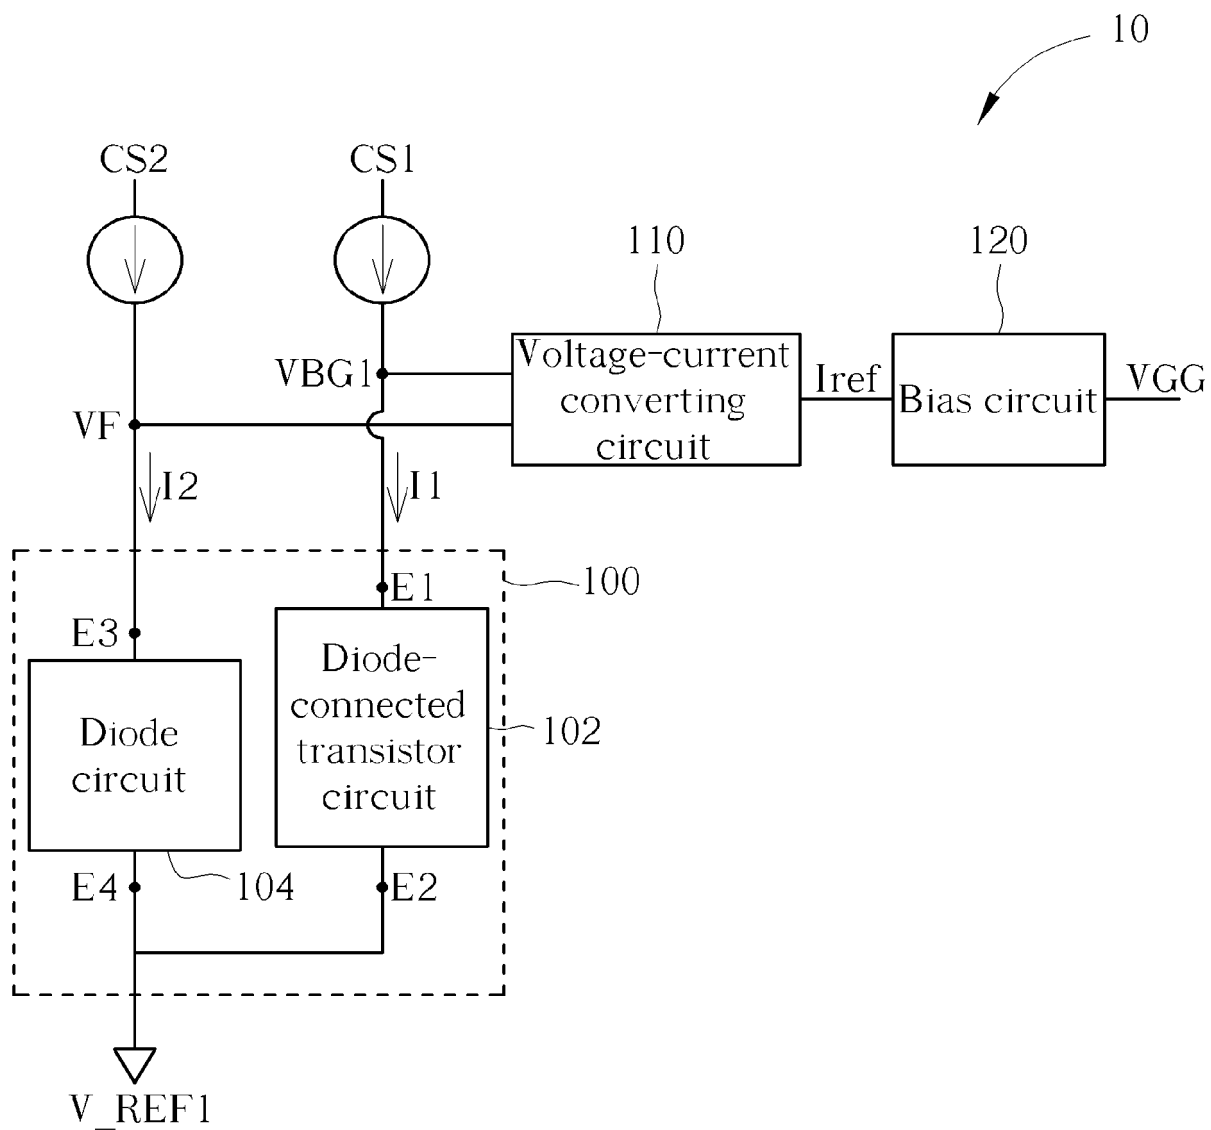 10
CS2
CS1
110
120
VBG1
Voltage-current
converting
circuit
Iref
Bias circuit
VGG
VF
I2
I1
100
E1
E3
Diode-
connected
transistor
circuit
102
Diode
circuit
E4
104
E2
V_REF1